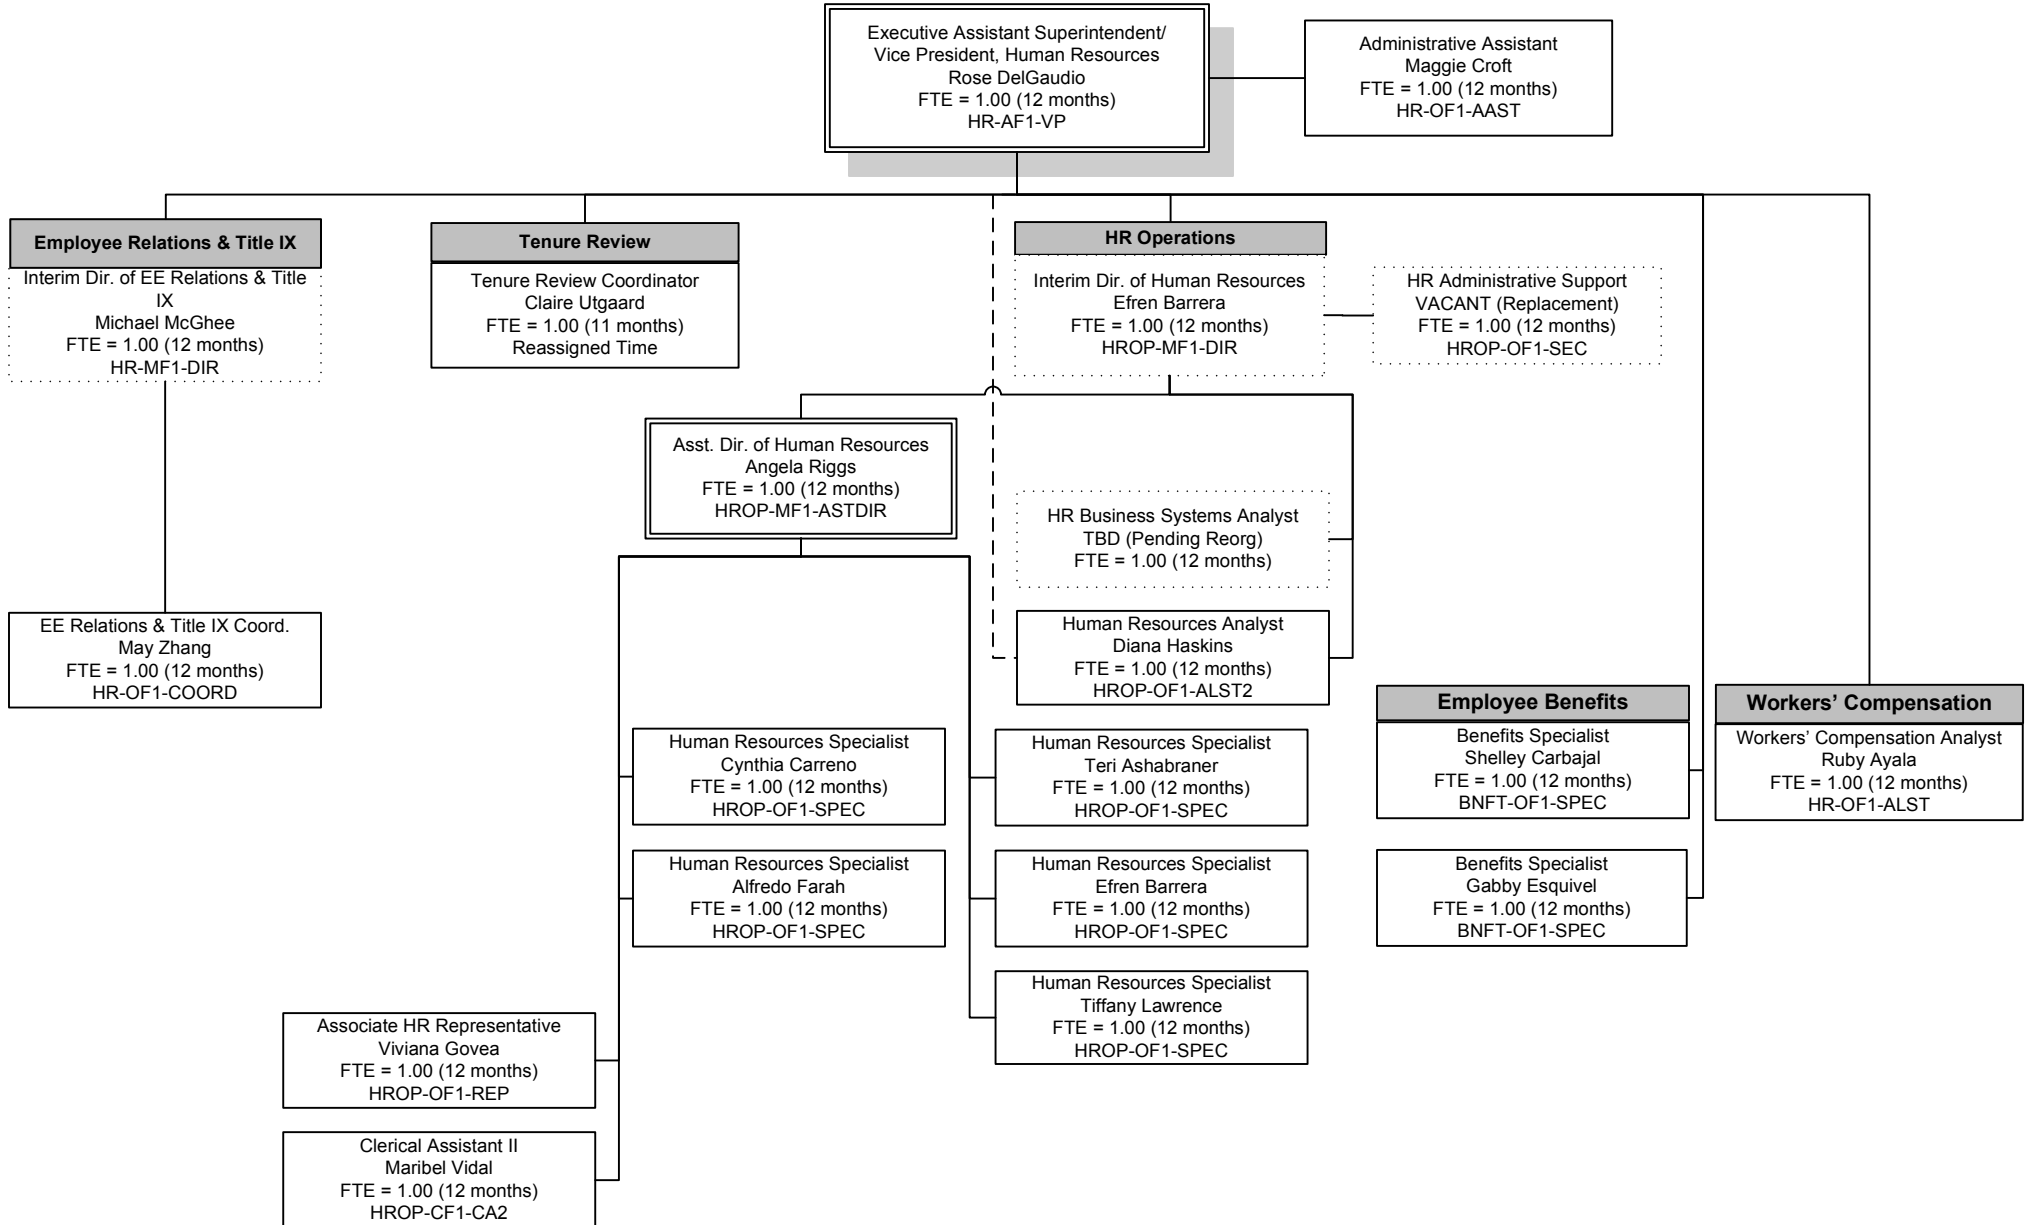 Executive Assistant Superintendent/
Vice President, Human Resources
Rose DelGaudio
FTE = 1.00 (12 months)
HR-AF1-VP
Administrative Assistant
Maggie Croft
FTE = 1.00 (12 months)
HR-OF1-AAST
Employee Relations & Title IX
Interim Dir. of EE Relations & Title
IX
Michael McGhee
FTE = 1.00 (12 months)
HR-MF1-DIR
Tenure Review
Tenure Review Coordinator
Claire Utgaard
FTE = 1.00 (11 months)
Reassigned Time
HR Operations
Interim Dir. of Human Resources
Efren Barrera
FTE = 1.00 (12 months)
HROP-MF1-DIR
HR Administrative Support
VACANT (Replacement)
FTE = 1.00 (12 months)
HROP-OF1-SEC
Asst. Dir. of Human Resources
Angela Riggs
FTE = 1.00 (12 months)
HROP-MF1-ASTDIR
HR Business Systems Analyst
TBD (Pending Reorg)
FTE = 1.00 (12 months)
EE Relations & Title IX Coord.
May Zhang
FTE = 1.00 (12 months)
HR-OF1-COORD
Human Resources Analyst
Diana Haskins
FTE = 1.00 (12 months)
HROP-OF1-ALST2
Employee Benefits
Benefits Specialist
Shelley Carbajal
FTE = 1.00 (12 months)
BNFT-OF1-SPEC
Workers’ Compensation
Workers’ Compensation Analyst
Ruby Ayala
FTE = 1.00 (12 months)
HR-OF1-ALST
Human Resources Specialist
Cynthia Carreno
FTE = 1.00 (12 months)
HROP-OF1-SPEC
Human Resources Specialist
Teri Ashabraner
FTE = 1.00 (12 months)
HROP-OF1-SPEC
Human Resources Specialist
Alfredo Farah
FTE = 1.00 (12 months)
HROP-OF1-SPEC
Human Resources Specialist
Efren Barrera
FTE = 1.00 (12 months)
HROP-OF1-SPEC
Benefits Specialist
Gabby Esquivel
FTE = 1.00 (12 months)
BNFT-OF1-SPEC
Human Resources Specialist
Tiffany Lawrence
FTE = 1.00 (12 months)
HROP-OF1-SPEC
Associate HR Representative
Viviana Govea
FTE = 1.00 (12 months)
HROP-OF1-REP
Clerical Assistant II
Maribel Vidal
FTE = 1.00 (12 months)
HROP-CF1-CA2